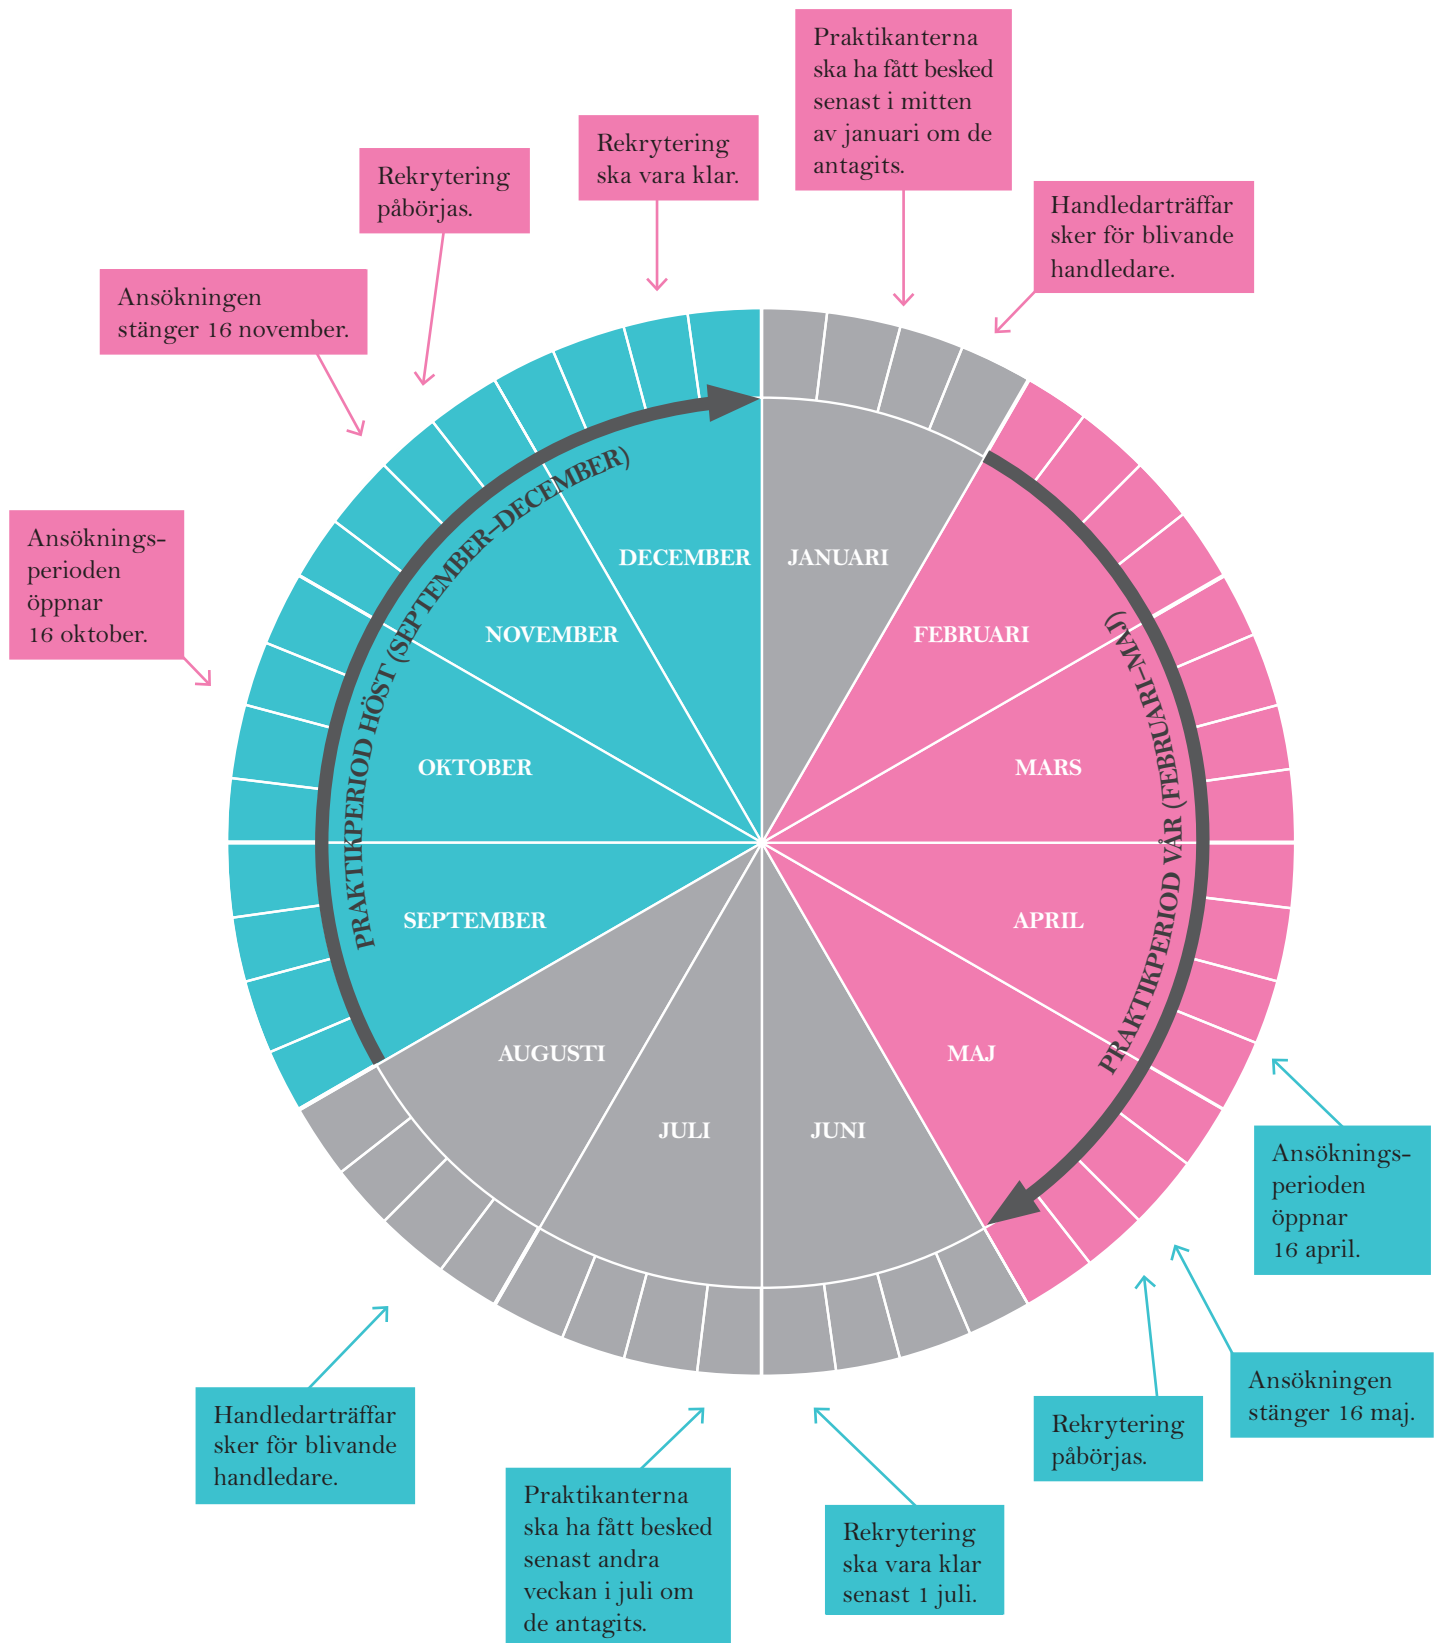 Praktikanterna
ska ha fått besked
senast i mitten
av januari om de
antagits.
Handledarträffar
sker för blivande
handledare.
Rekrytering
ska vara klar.
Rekrytering
påbörjas.
Ansökningen
stänger 16 november.
Ansöknings-
perioden
öppnar
16 oktober.
PRAKTIKPERIOD HÖST (SEPTEMBER–DECEMBER)
PRAKTIKPERIOD VÅR (FEBRUARI–MAJ)
DECEMBER
JANUARI
NOVEMBER
FEBRUARI
OKTOBER
MARS
SEPTEMBER
APRIL
AUGUSTI
MAJ
JULI
JUNI
Ansöknings-
perioden
öppnar
16 april.
Ansökningen
stänger 16 maj.
Rekrytering
påbörjas.
Rekrytering
ska vara klar
senast 1 juli.
Praktikanterna
ska ha fått besked
senast andra
veckan i juli om
de antagits.
Handledarträffar
sker för blivande
handledare.